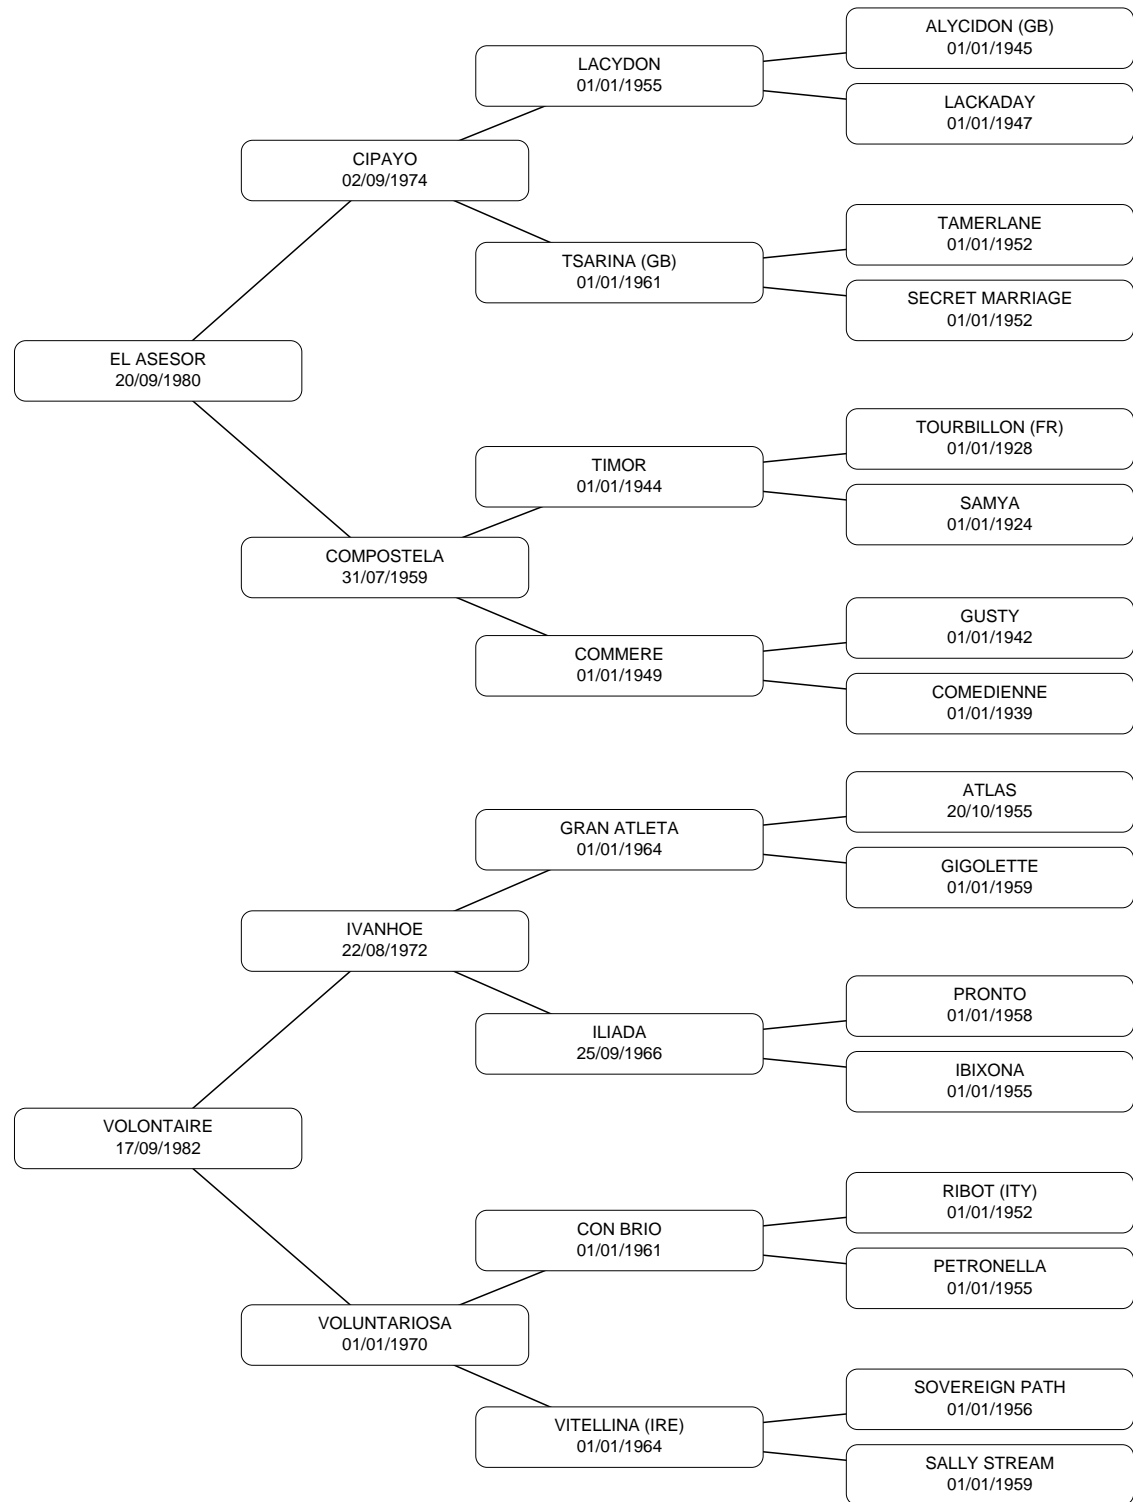 ALYCIDON (GB)
01/01/1945
LACYDON
01/01/1955
LACKADAY
01/01/1947
CIPAYO
02/09/1974
TAMERLANE
01/01/1952
TSARINA (GB)
01/01/1961
SECRET MARRIAGE
01/01/1952
EL ASESOR
20/09/1980
TOURBILLON (FR)
01/01/1928
TIMOR
01/01/1944
SAMYA
01/01/1924
COMPOSTELA
31/07/1959
GUSTY
01/01/1942
COMMERE
01/01/1949
COMEDIENNE
01/01/1939
ATLAS
20/10/1955
GRAN ATLETA
01/01/1964
GIGOLETTE
01/01/1959
IVANHOE
22/08/1972
PRONTO
01/01/1958
ILIADA
25/09/1966
IBIXONA
01/01/1955
VOLONTAIRE
17/09/1982
RIBOT (ITY)
01/01/1952
CON BRIO
01/01/1961
PETRONELLA
01/01/1955
VOLUNTARIOSA
01/01/1970
SOVEREIGN PATH
01/01/1956
VITELLINA (IRE)
01/01/1964
SALLY STREAM
01/01/1959